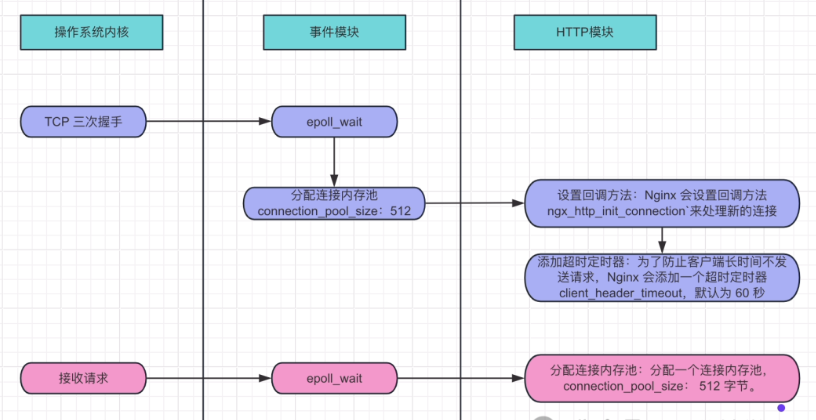 操作系统内核
事件模块
HTTP模块
TCP 三次握手
epoll_wait
分配连接内存池
connection_pool_size：512
设置回调方法：Nginx 会设置回调方法
ngx_http_init_connection`来处理新的连接
添加超时定时器：为了防止客户端长时间不发
送请求，Nginx 会添加一个超时定时器
client_header_timeout，默认为 60 秒
接收请求
epoll_wait
分配连接内存池：分配一个连接内存池，
connection_pool_size： 512 字节。